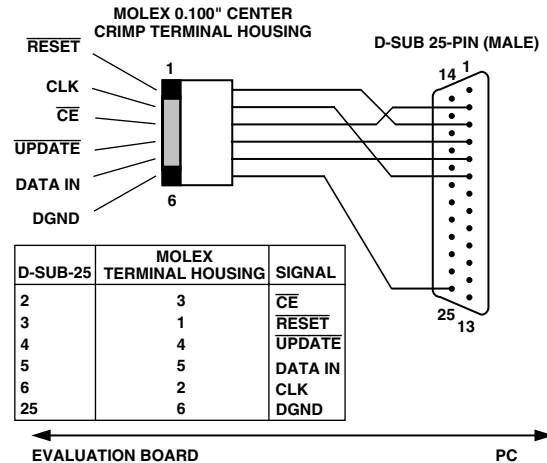 MOLEX 0.100" CENTER
CRIMP TERMINAL HOUSING
D-SUB 25-PIN (MALE)
RESET
CLK
CE
UPDATE
DATA IN
DGND
1
6
14 1
25 13
D-SUB-25 MOLEX TERMINAL HOUSING SIGNAL
2 3 CE
3 1 RESET
4 4 UPDATE
5 5 DATA IN
6 2 CLK
25 6 DGND
EVALUATION BOARD PC